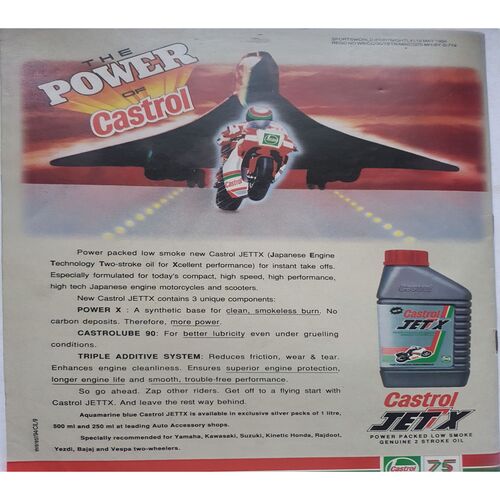 SPORTSWORLD (FORTNIGHTLY)
THE
POWER
OF
Castrol
Castrol
Power packed low smoke new Castrol JETTX (Japanese Engine
Technology Two-stroke oil for Xcellent performance) for instant take offs.
Especially formulated for today's compact, high speed, high performance,
high tech Japanese engine motorcycles and scooters.
New Castrol JETTX contains 3 unique components:
POWER X : A synthetic base for clean, smokeless burn. No
carbon deposits. Therefore, more power.
CASTROLUBE 90: For better lubricity even under gruelling
conditions.
TRIPLE ADDITIVE SYSTEM: Reduces friction, wear & tear.
Enhances engine cleanliness. Ensures superior engine protection,
longer engine life and smooth, trouble-free performance.
So go ahead. Zap other riders. Get off to a flying start with
Castrol JETTX. And leave the rest way behind.
Aquamarine blue Castrol JETTX is available in exclusive silver packs of 1 litre,
500 ml and 250 ml at leading Auto Accessory shops.
Specially recommended for Yamaha, Kawasaki, Suzuki, Kinetic Honda, Rajdoot,
Yezdi, Bajaj and Vespa two-wheelers.
Castrol
JETTX
Castrol
JETTX
POWER PACKED LOW SMOKE
GENUINE 2 STROKE OIL
Castrol
75